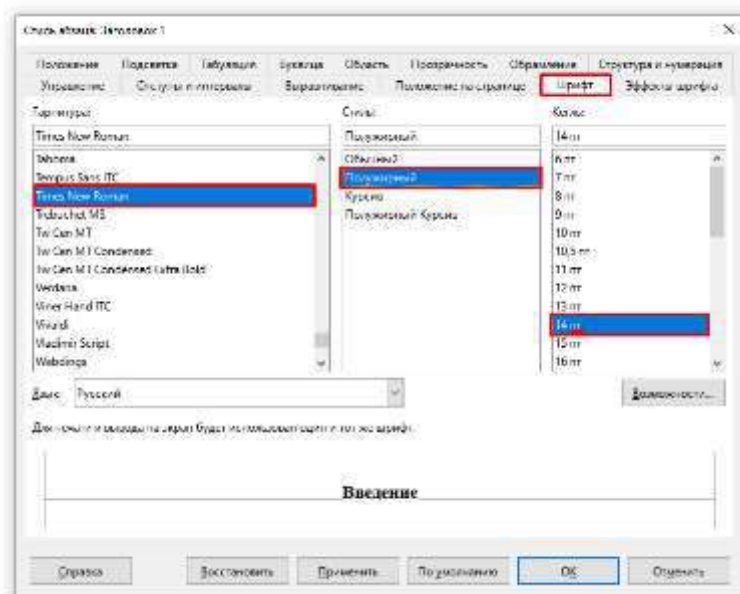 Стиль абзаца: Заголовок 1
Положение Подсветка Табуляция Буквица Область Прозрачность Обрамление Структура и нумерация
Управление Отступы и интервалы Выравнивание Положение на странице Шрифт Эффекты шрифта
Гарнитура: Стиль: Кегль:
Times New Roman Полужирный 14 пт
Tahoma Обычный 6 пт
Tempus Sans ITC Полужирный 7 пт
Times New Roman Курсив 8 пт
Trebuchet MS Полужирный Курсив 9 пт
Tw Cen MT 10 пт
Tw Cen MT Condensed 10,5 пт
Tw Cen MT Condensed Extra Bold 11 пт
Verdana 12 пт
Viner Hand ITC 13 пт
Vivaldi 14 пт
Vladimir Script 15 пт
Webdings 16 пт
Язык: Русский Возможности...
Для печати и вывода на экран будет использован один и тот же шрифт.
Введение
Справка Восстановить Применить По умолчанию ОК Отменить